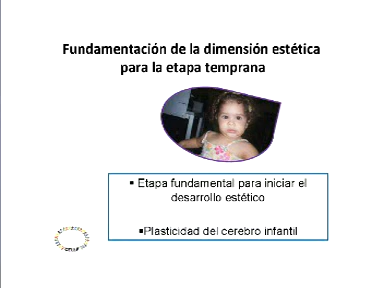 Fundamentación de la dimensión estética
para la etapa temprana
▪ Etapa fundamental para iniciar el
desarrollo estético
▪Plasticidad del cerebro infantil